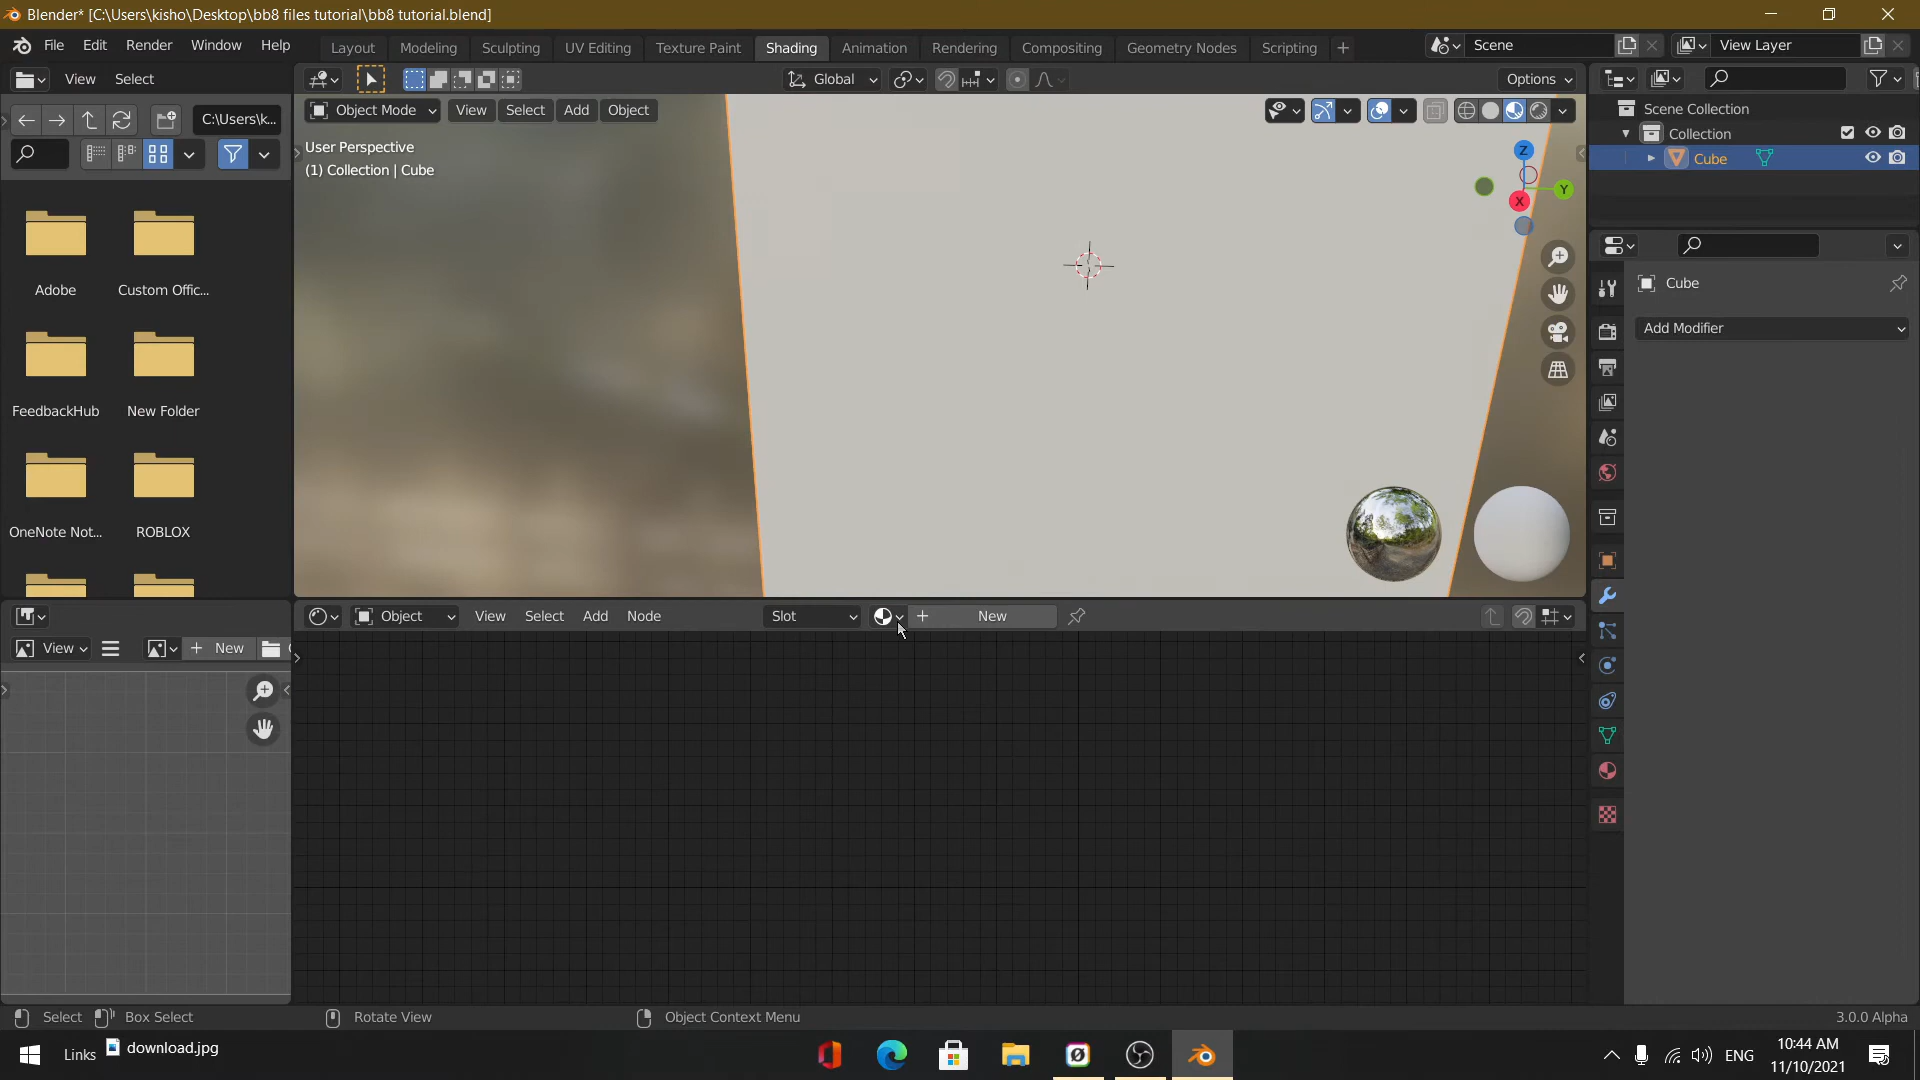 Blender* [C:\Users\kisho\Desktop\bb8 files tutorial\bb8 tutorial.blend]
File Edit Render Window Help
Layout Modeling Sculpting UV Editing Texture Paint Shading Animation Rendering Compositing Geometry Nodes Scripting +
Scene View Layer
View Select
Global Options
C:\Users\k...
Object Mode View Select Add Object
User Perspective
(1) Collection | Cube
Scene Collection
Collection
Cube
Z
Y
X
Cube
Add Modifier
Adobe Custom Offic...
FeedbackHub New Folder
OneNote Not... ROBLOX
Object View Select Add Node Slot + New
View + New
Select Box Select Rotate View Object Context Menu 3.0.0 Alpha
Links download.jpg
ENG
10:44 AM
11/10/2021